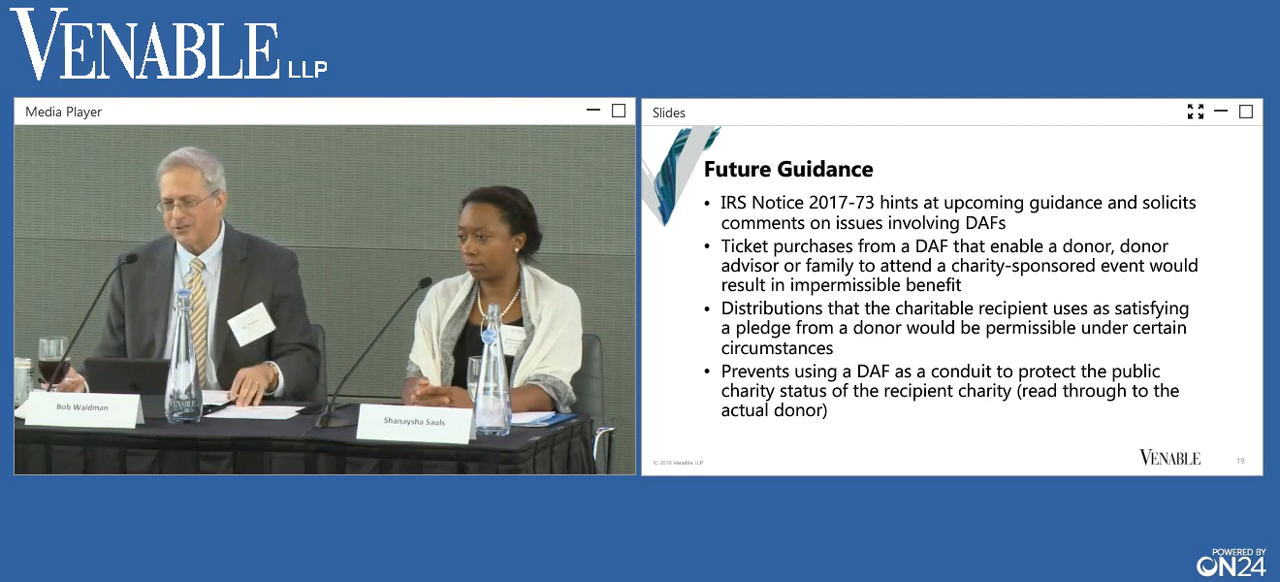 VENABLE LLP
Media Player
Bob Waldman
Shanaysha Sauls
VENABLE
Slides
Future Guidance
• IRS Notice 2017-73 hints at upcoming guidance and solicits
comments on issues involving DAFs
• Ticket purchases from a DAF that enable a donor, donor
advisor or family to attend a charity-sponsored event would
result in impermissible benefit
• Distributions that the charitable recipient uses as satisfying
a pledge from a donor would be permissible under certain
circumstances
• Prevents using a DAF as a conduit to protect the public
charity status of the recipient charity (read through to the
actual donor)
© 2018 Venable LLP
VENABLE
19
POWERED BY
ON24